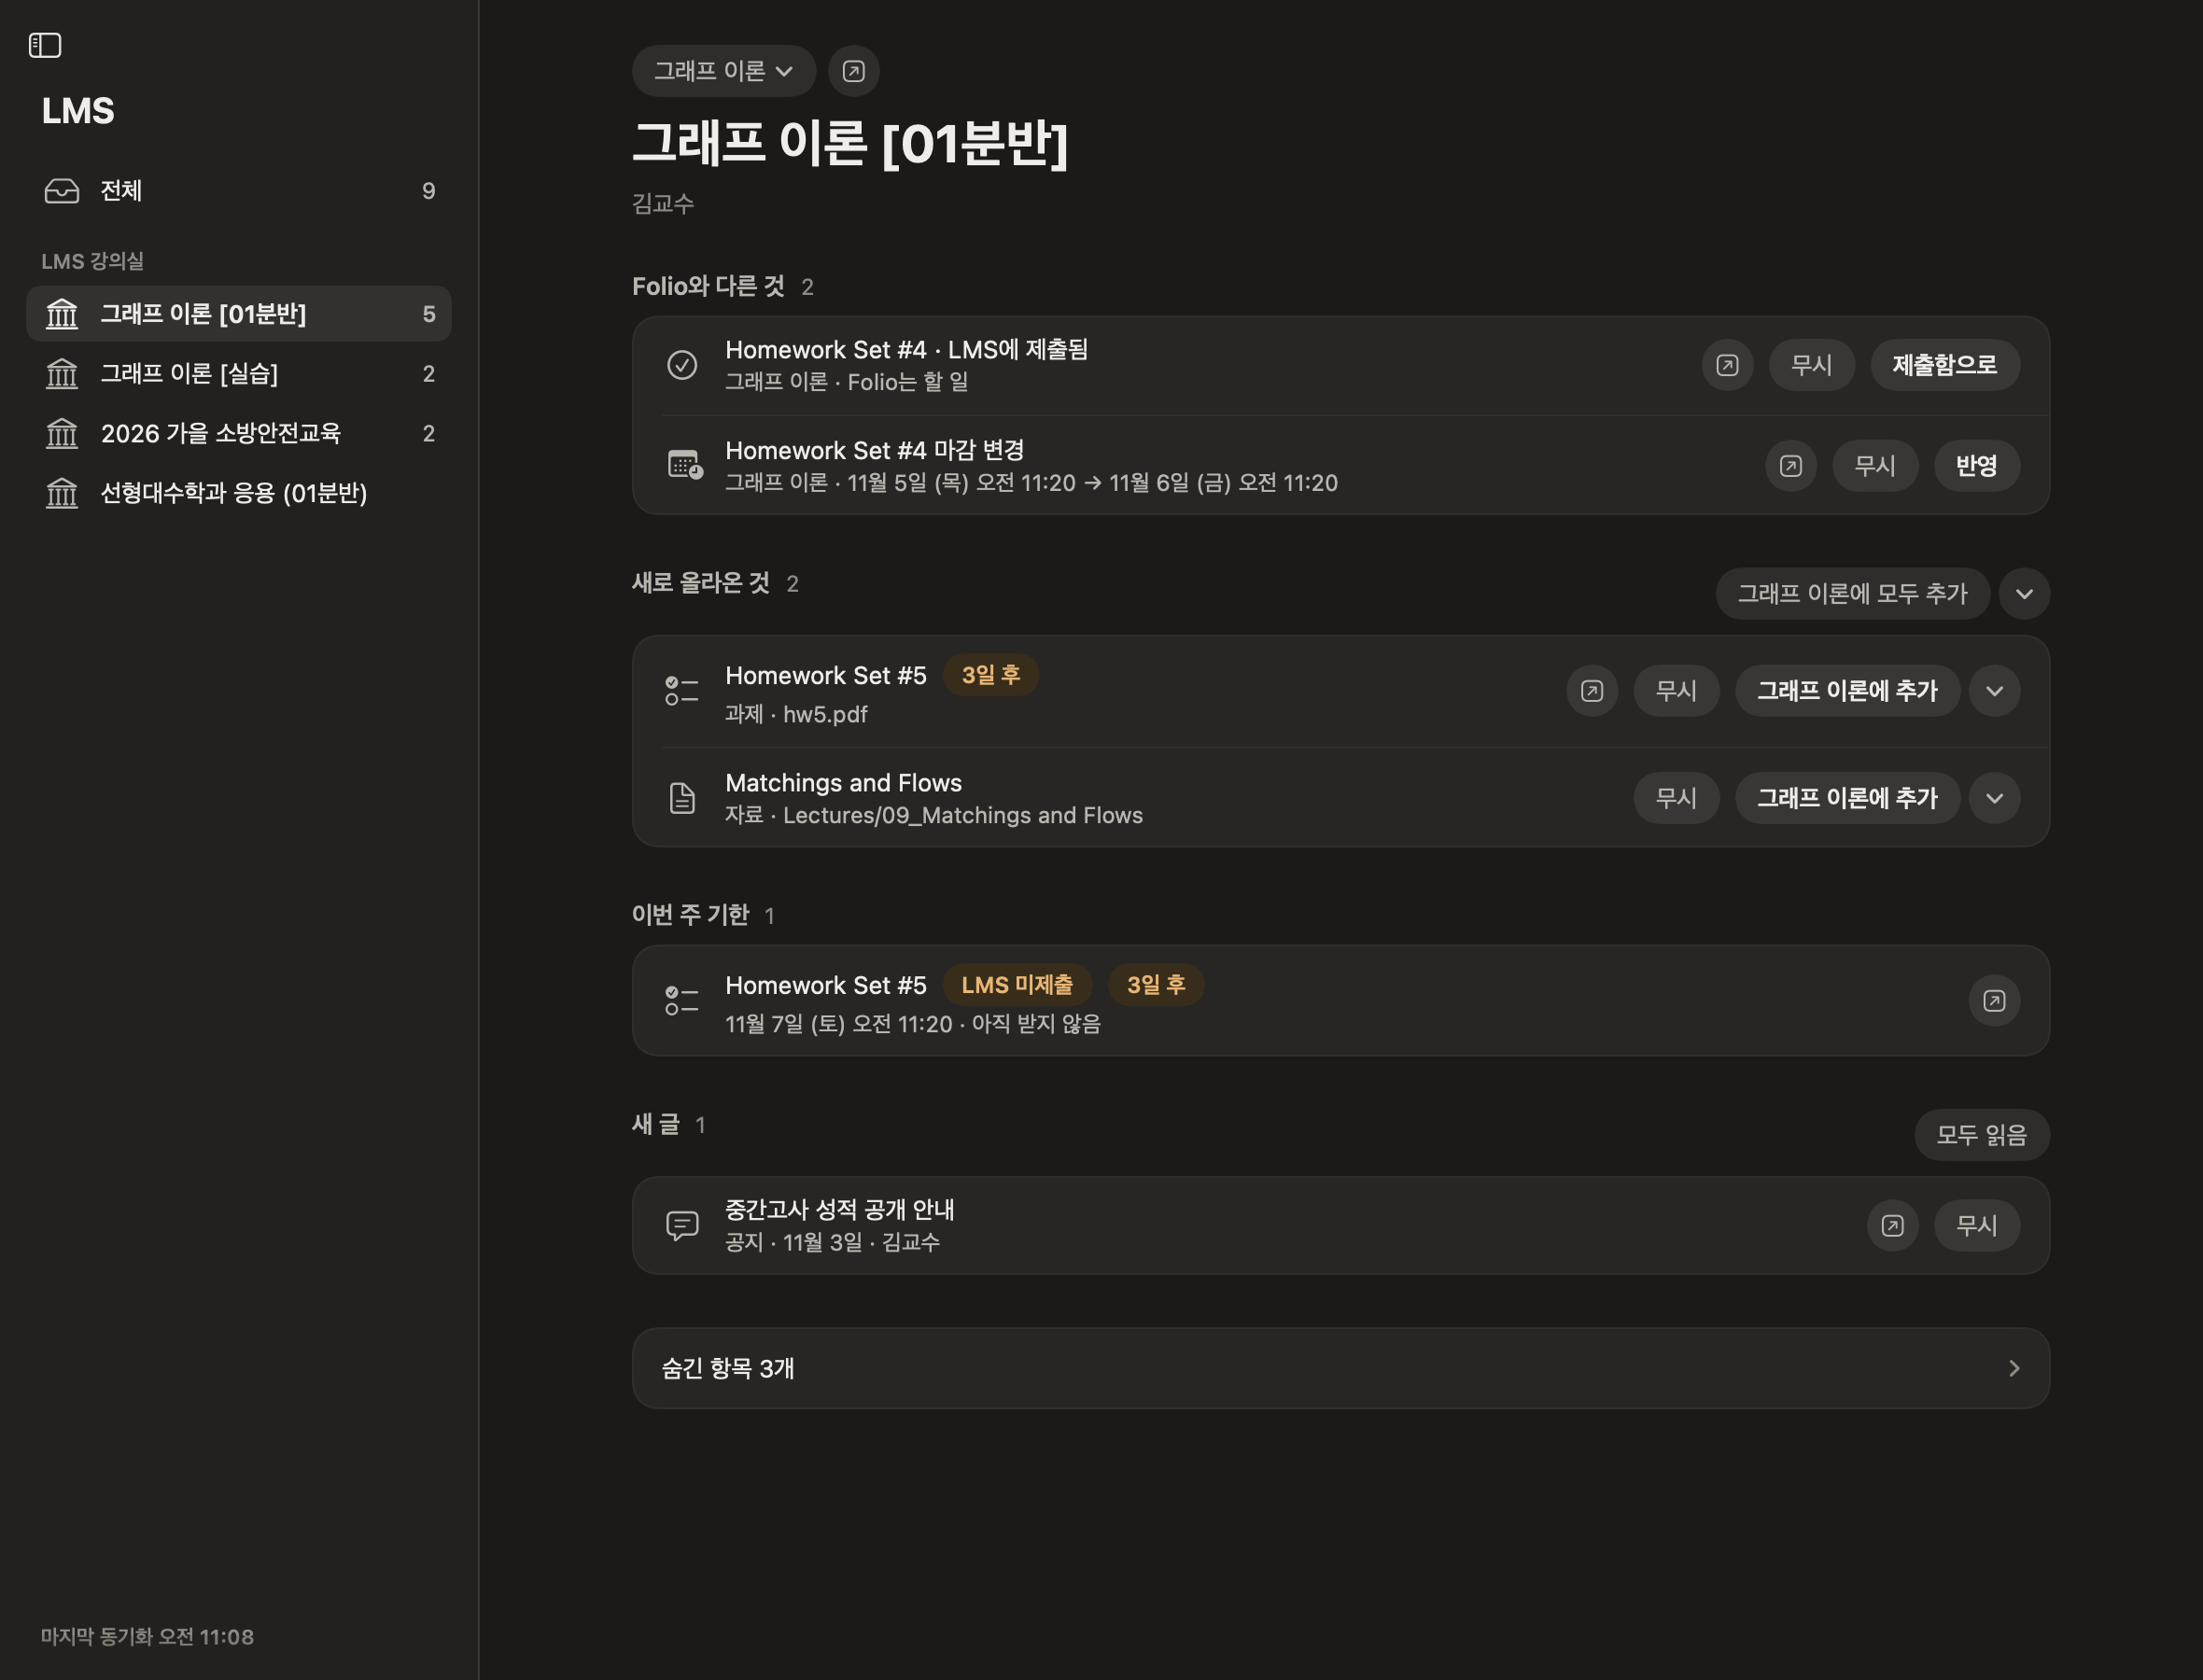 LMS
전체 9
LMS 강의실
그래프 이론 [01분반] 5
그래프 이론 [실습] 2
2026 가을 소방안전교육 2
선형대수학과 응용 (01분반)
마지막 동기화 오전 11:08
그래프 이론
그래프 이론 [01분반]
김교수
Folio와 다른 것 2
Homework Set #4 · LMS에 제출됨
그래프 이론 · Folio는 할 일
무시 제출함으로
Homework Set #4 마감 변경
그래프 이론 · 11월 5일 (목) 오전 11:20 → 11월 6일 (금) 오전 11:20
무시 반영
새로 올라온 것 2
그래프 이론에 모두 추가
Homework Set #5 3일 후
과제 · hw5.pdf
무시 그래프 이론에 추가
Matchings and Flows
자료 · Lectures/09_Matchings and Flows
무시 그래프 이론에 추가
이번 주 기한 1
Homework Set #5 LMS 미제출 3일 후
11월 7일 (토) 오전 11:20 · 아직 받지 않음
새 글 1
모두 읽음
중간고사 성적 공개 안내
공지 · 11월 3일 · 김교수
무시
숨긴 항목 3개